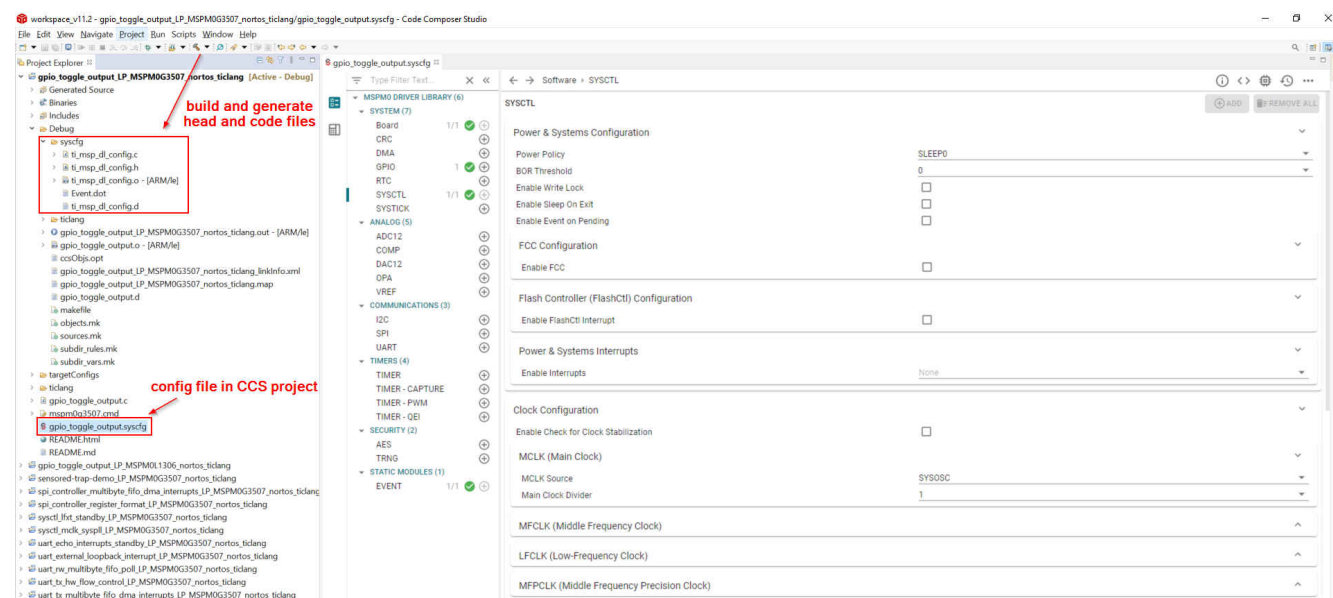 workspace_v11.2 - gpio_toggle_output_LP_MSPM0G3507_nortos_ticlang/gpio_toggle_output.syscfg - Code Composer Studio
File Edit View Navigate Project Run Scripts Window Help
Project Explorer
gpio_toggle_output_LP_MSPM0G3507_nortos_ticlang [Active - Debug]
Generated Source
Binaries
Includes
Debug
syscfg
ti_msp_dl_config.c
ti_msp_dl_config.h
ti_msp_dl_config.o - [ARM/le]
Event.dot
ti_msp_dl_config.d
ticlang
gpio_toggle_output_LP_MSPM0G3507_nortos_ticlang.out - [ARM/le]
gpio_toggle_output.o - [ARM/le]
ccsObjs.opt
gpio_toggle_output_LP_MSPM0G3507_nortos_ticlang_linkInfo.xml
gpio_toggle_output_LP_MSPM0G3507_nortos_ticlang.map
gpio_toggle_output.d
makefile
objects.mk
sources.mk
subdir_rules.mk
subdir_vars.mk
targetConfigs
ticlang
gpio_toggle_output.c
mspm0g3507.cmd
gpio_toggle_output.syscfg
README.html
README.md
gpio_toggle_output_LP_MSPM0L1306_nortos_ticlang
sensored-trap-demo_LP_MSPM0G3507_nortos_ticlang
spi_controller_multibyte_fifo_dma_interrupts_LP_MSPM0G3507_nortos_ticlang
spi_controller_register_format_LP_MSPM0G3507_nortos_ticlang
sysctl_lfxt_standby_LP_MSPM0G3507_nortos_ticlang
sysctl_mclk_syspll_LP_MSPM0G3507_nortos_ticlang
uart_echo_interrupts_standby_LP_MSPM0G3507_nortos_ticlang
uart_external_loopback_interrupt_LP_MSPM0G3507_nortos_ticlang
uart_rw_multibyte_fifo_poll_LP_MSPM0G3507_nortos_ticlang
uart_tx_hw_flow_control_LP_MSPM0G3507_nortos_ticlang
uart_tx_multibyte_fifo_dma_interrupts_LP_MSPM0G3507_nortos_ticlang
build and generate
head and code files
config file in CCS project
gpio_toggle_output.syscfg
Type Filter Text...
MSPM0 DRIVER LIBRARY (6)
SYSTEM (7)
Board 1/1
CRC
DMA
GPIO 1
RTC
SYSCTL 1/1
SYSTICK
ANALOG (5)
ADC12
COMP
DAC12
OPA
VREF
COMMUNICATIONS (3)
I2C
SPI
UART
TIMERS (4)
TIMER
TIMER - CAPTURE
TIMER - PWM
TIMER - QEI
SECURITY (2)
AES
TRNG
STATIC MODULES (1)
EVENT 1/1
Software › SYSCTL
SYSCTL
ADD
REMOVE ALL
Power & Systems Configuration
Power Policy SLEEP0
BOR Threshold 0
Enable Write Lock
Enable Sleep On Exit
Enable Event on Pending
FCC Configuration
Enable FCC
Flash Controller (FlashCtl) Configuration
Enable FlashCtl Interrupt
Power & Systems Interrupts
Enable Interrupts None
Clock Configuration
Enable Check for Clock Stabilization
MCLK (Main Clock)
MCLK Source SYSOSC
Main Clock Divider 1
MFCLK (Middle Frequency Clock)
LFCLK (Low-Frequency Clock)
MFPCLK (Middle Frequency Precision Clock)